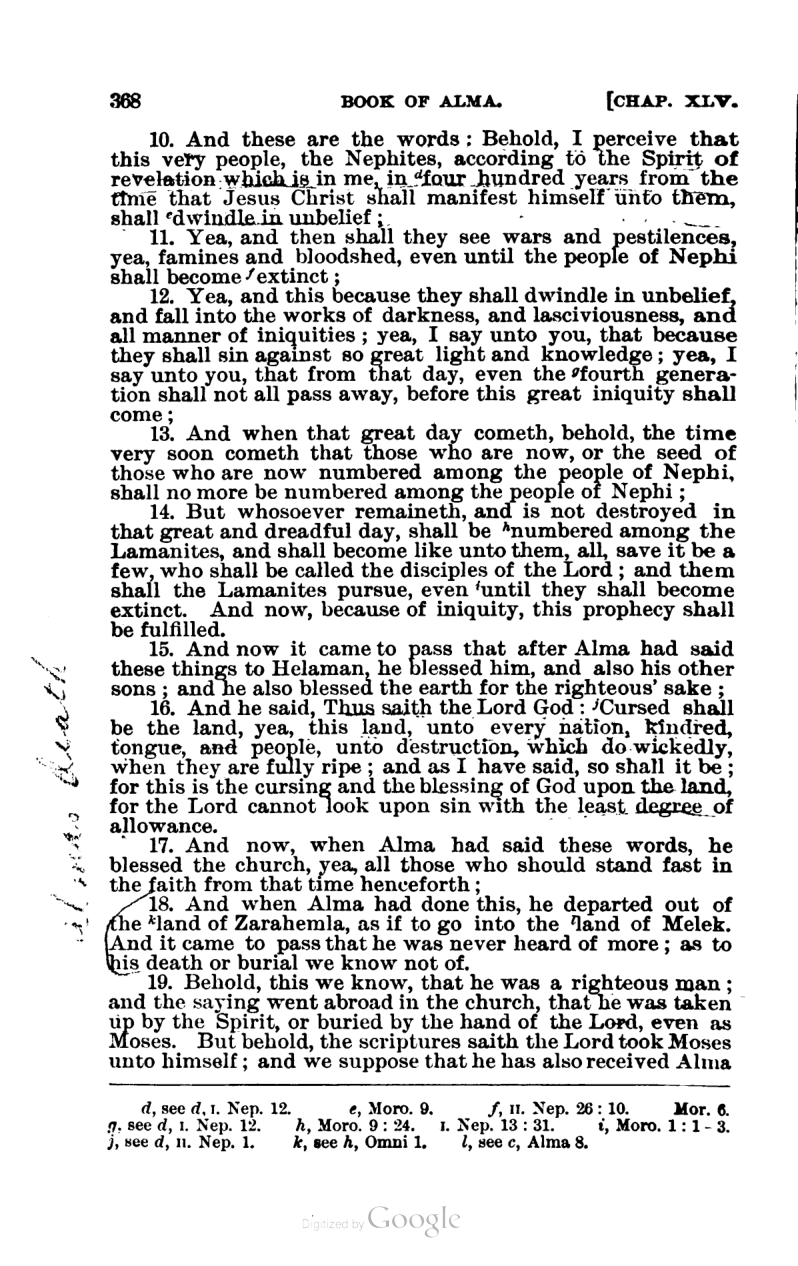 368 BOOK OF ALMA. [CHAP. XLV.
10. And these are the words: Behold, I perceive that
this very people, the Nephites, according to the Spirit of
revelation which is in me, in ᵈfour hundred years from the
time that Jesus Christ shall manifest himself unto them,
shall ᵉdwindle in unbelief;
11. Yea, and then shall they see wars and pestilences,
yea, famines and bloodshed, even until the people of Nephi
shall become ᶠextinct;
12. Yea, and this because they shall dwindle in unbelief,
and fall into the works of darkness, and lasciviousness, and
all manner of iniquities; yea, I say unto you, that because
they shall sin against so great light and knowledge; yea, I
say unto you, that from that day, even the ᵍfourth genera-
tion shall not all pass away, before this great iniquity shall
come;
13. And when that great day cometh, behold, the time
very soon cometh that those who are now, or the seed of
those who are now numbered among the people of Nephi,
shall no more be numbered among the people of Nephi;
14. But whosoever remaineth, and is not destroyed in
that great and dreadful day, shall be ʰnumbered among the
Lamanites, and shall become like unto them, all, save it be a
few, who shall be called the disciples of the Lord; and them
shall the Lamanites pursue, even ⁱuntil they shall become
extinct. And now, because of iniquity, this prophecy shall
be fulfilled.
15. And now it came to pass that after Alma had said
these things to Helaman, he blessed him, and also his other
sons; and he also blessed the earth for the righteous' sake;
16. And he said, Thus saith the Lord God: ʲCursed shall
be the land, yea, this land, unto every nation, kindred,
tongue, and people, unto destruction, which do wickedly,
when they are fully ripe; and as I have said, so shall it be;
for this is the cursing and the blessing of God upon the land,
for the Lord cannot look upon sin with the least degree of
allowance.
17. And now, when Alma had said these words, he
blessed the church, yea, all those who should stand fast in
the faith from that time henceforth;
18. And when Alma had done this, he departed out of
the ᵏland of Zarahemla, as if to go into the ˡland of Melek.
And it came to pass that he was never heard of more; as to
his death or burial we know not of.
19. Behold, this we know, that he was a righteous man;
and the saying went abroad in the church, that he was taken
up by the Spirit, or buried by the hand of the Lord, even as
Moses. But behold, the scriptures saith the Lord took Moses
unto himself; and we suppose that he has also received Alma
d, see d, I. Nep. 12. e, Moro. 9. f, II. Nep. 26:10. Mor. 6.
g, see d, I. Nep. 12. h, Moro. 9:24. I. Nep. 13:31. i, Moro. 1:1-3.
j, see d, II. Nep. 1. k, see h, Omni 1. l, see c, Alma 8.
death
Digitized by Google